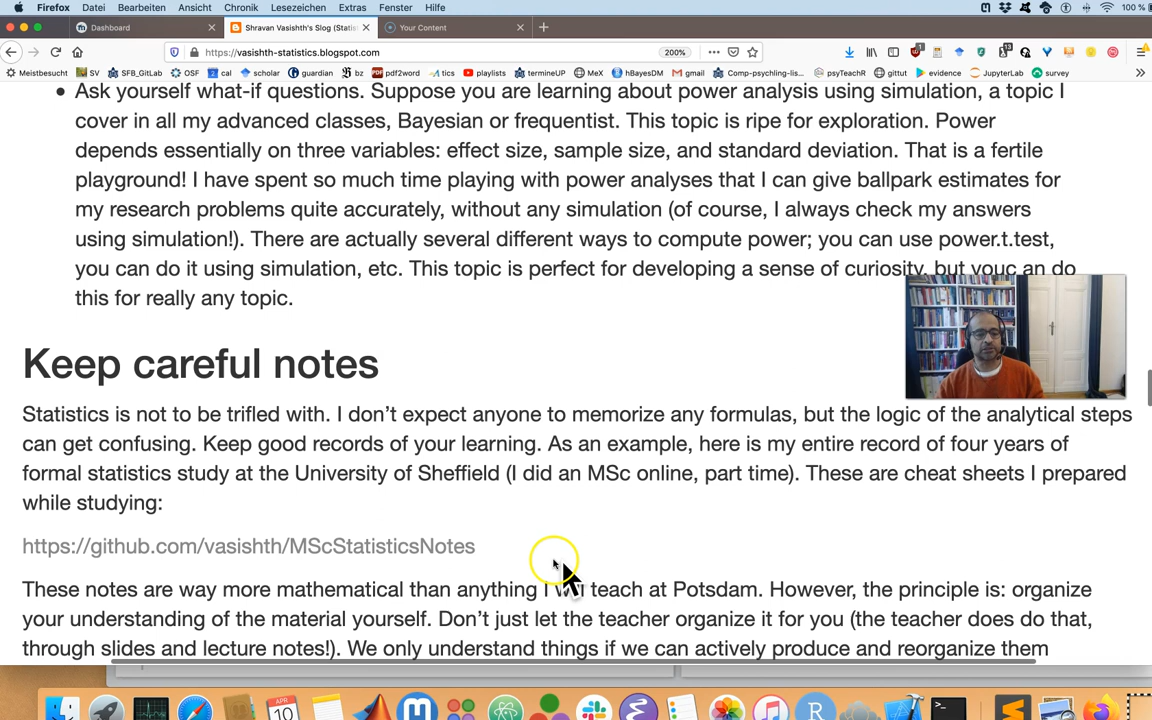 Firefox Datei Bearbeiten Ansicht Chronik Lesezeichen Extras Fenster Hilfe 100 %
Dashboard Shravan Vasishth's Slog (Statis Your Content
https://vasishth-statistics.blogspot.com 200%
Meistbesucht SV SFB_GitLab OSF cal scholar guardian bz pdf2word tics playlists termineUP MeX hBayesDM gmail Comp-psychling-lis... psyTeachR gittut evidence JupyterLab survey
Ask yourself what-if questions. Suppose you are learning about power analysis using simulation, a topic I
cover in all my advanced classes, Bayesian or frequentist. This topic is ripe for exploration. Power
depends essentially on three variables: effect size, sample size, and standard deviation. That is a fertile
playground! I have spent so much time playing with power analyses that I can give ballpark estimates for
my research problems quite accurately, without any simulation (of course, I always check my answers
using simulation!). There are actually several different ways to compute power; you can use power.t.test,
you can do it using simulation, etc. This topic is perfect for developing a sense of curiosity, but youc an do
this for really any topic.
Keep careful notes
Statistics is not to be trifled with. I don't expect anyone to memorize any formulas, but the logic of the analytical steps
can get confusing. Keep good records of your learning. As an example, here is my entire record of four years of
formal statistics study at the University of Sheffield (I did an MSc online, part time). These are cheat sheets I prepared
while studying:
https://github.com/vasishth/MScStatisticsNotes
These notes are way more mathematical than anything I teach at Potsdam. However, the principle is: organize
your understanding of the material yourself. Don't just let the teacher organize it for you (the teacher does do that,
through slides and lecture notes!). We only understand things if we can actively produce and reorganize them
APR
10